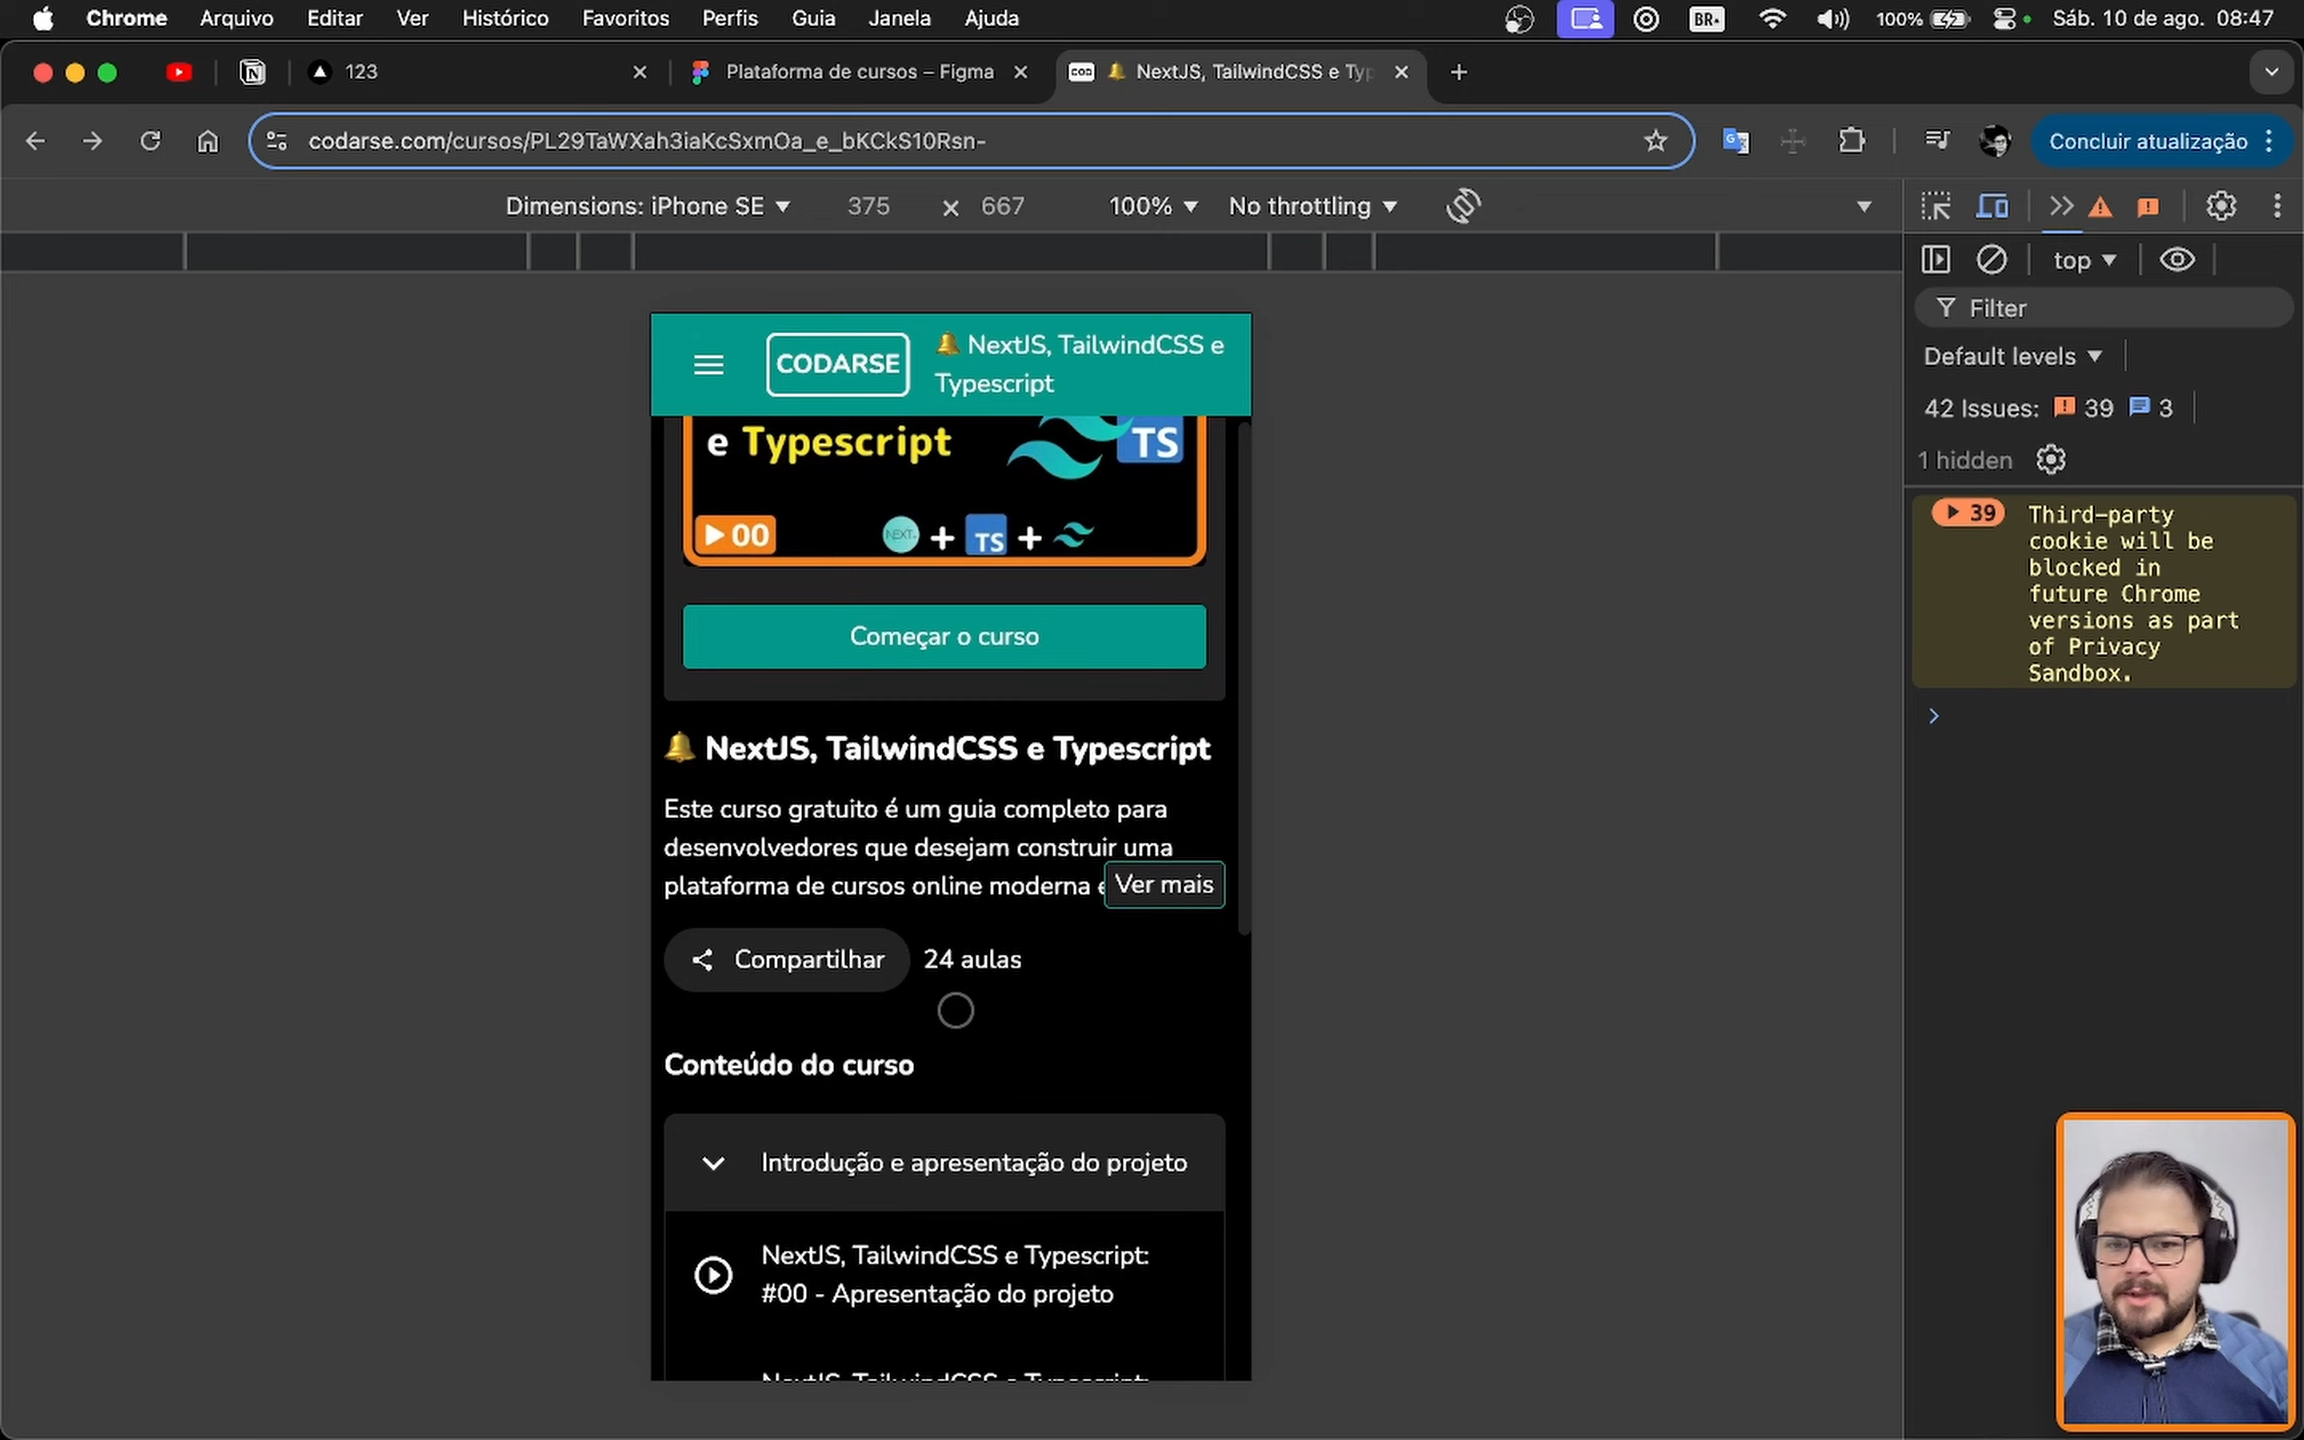 Chrome Arquivo Editar Ver Histórico Favoritos Perfis Guia Janela Ajuda BR 100% Sáb. 10 de ago. 08:47
123 Plataforma de cursos – Figma COD 🔔 NextJS, TailwindCSS e Typ
codarse.com/cursos/PL29TaWXah3iaKcSxmOa_e_bKCkS10Rsn- Concluir atualização
Dimensions: iPhone SE 375 × 667 100% No throttling
top
Filter
Default levels
42 Issues: 39 3
1 hidden
39 Third-party
cookie will be
blocked in
future Chrome
versions as part
of Privacy
Sandbox.
CODARSE
🔔 NextJS, TailwindCSS e
Typescript
e Typescript TS
00 NEXT + TS +
Começar o curso
🔔 NextJS, TailwindCSS e Typescript
Este curso gratuito é um guia completo para
desenvolvedores que desejam construir uma
plataforma de cursos online moderna e Ver mais
Compartilhar 24 aulas
Conteúdo do curso
Introdução e apresentação do projeto
NextJS, TailwindCSS e Typescript:
#00 - Apresentação do projeto
NextJS, TailwindCSS e Typescript: